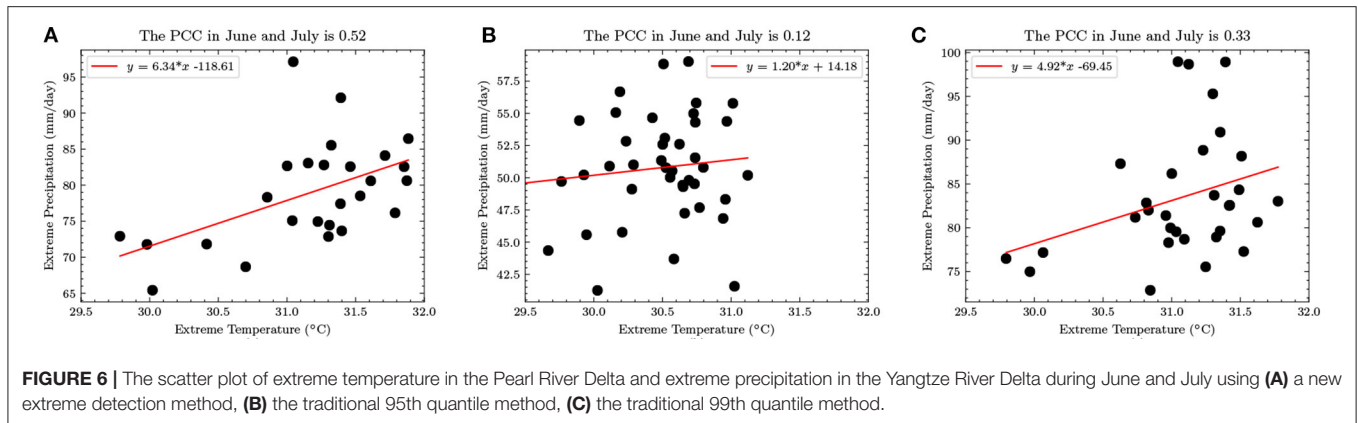 A
The PCC in June and July is 0.52
y = 6.34*x -118.61
Extreme Precipitation (mm/day)
95
90
85
80
75
70
65
29.5 30.0 30.5 31.0 31.5 32.0
Extreme Temperature (°C)
B
The PCC in June and July is 0.12
y = 1.20*x + 14.18
Extreme Precipitation (mm/day)
57.5
55.0
52.5
50.0
47.5
45.0
42.5
29.5 30.0 30.5 31.0 31.5 32.0
Extreme Temperature (°C)
C
The PCC in June and July is 0.33
y = 4.92*x -69.45
Extreme Precipitation (mm/day)
100
95
90
85
80
75
29.5 30.0 30.5 31.0 31.5 32.0
Extreme Temperature (°C)
FIGURE 6 | The scatter plot of extreme temperature in the Pearl River Delta and extreme precipitation in the Yangtze River Delta during June and July using (A) a new
extreme detection method, (B) the traditional 95th quantile method, (C) the traditional 99th quantile method.